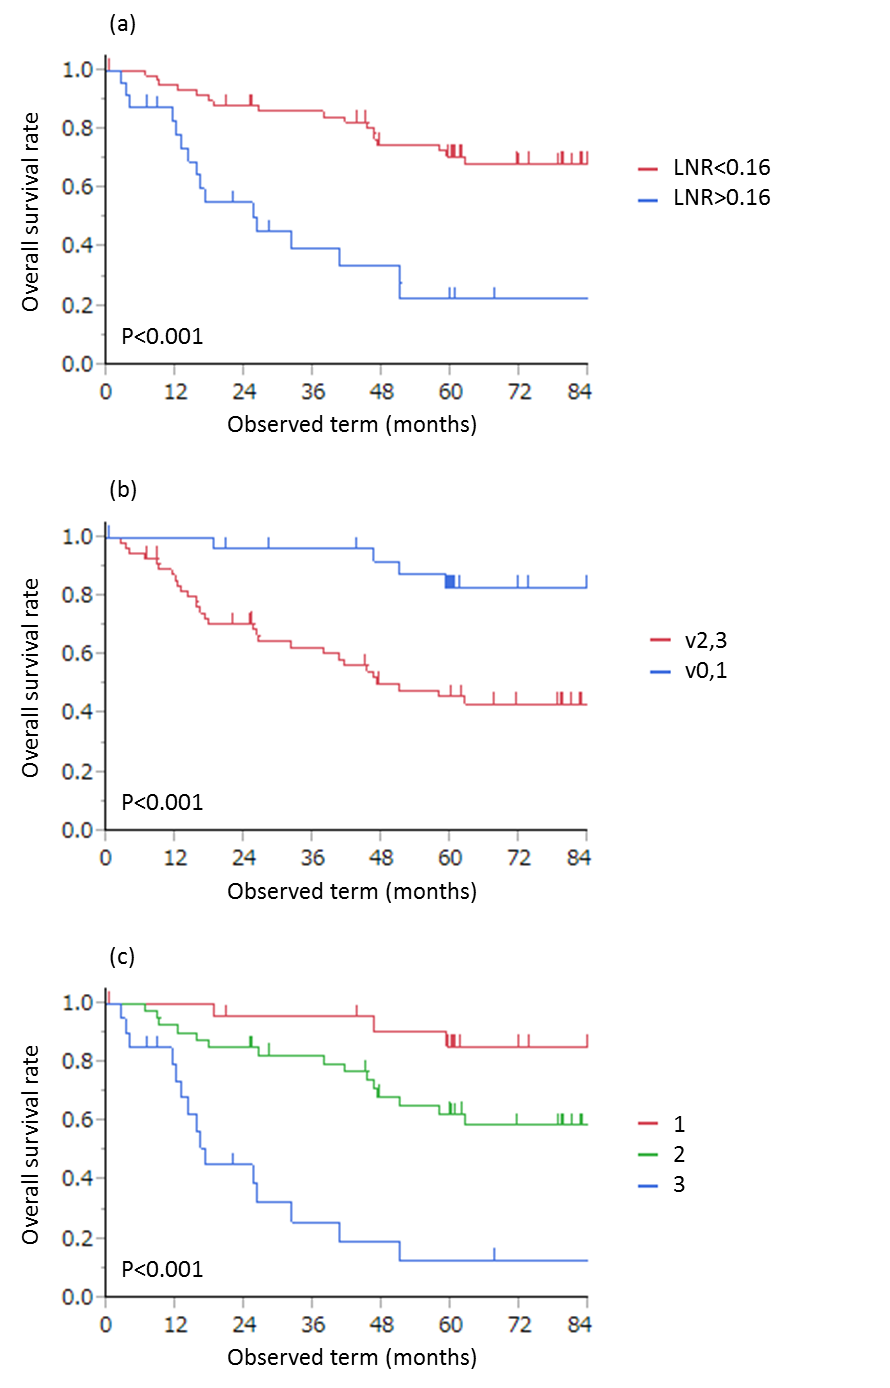 (a)
Overall survival rate
1.0
0.8
0.6
0.4
0.2
0.0
P<0.001
0 12 24 36 48 60 72 84
Observed term (months)
LNR<0.16
LNR>0.16
(b)
Overall survival rate
1.0
0.8
0.6
0.4
0.2
0.0
P<0.001
0 12 24 36 48 60 72 84
Observed term (months)
v2,3
v0,1
(c)
Overall survival rate
1.0
0.8
0.6
0.4
0.2
0.0
P<0.001
0 12 24 36 48 60 72 84
Observed term (months)
1
2
3